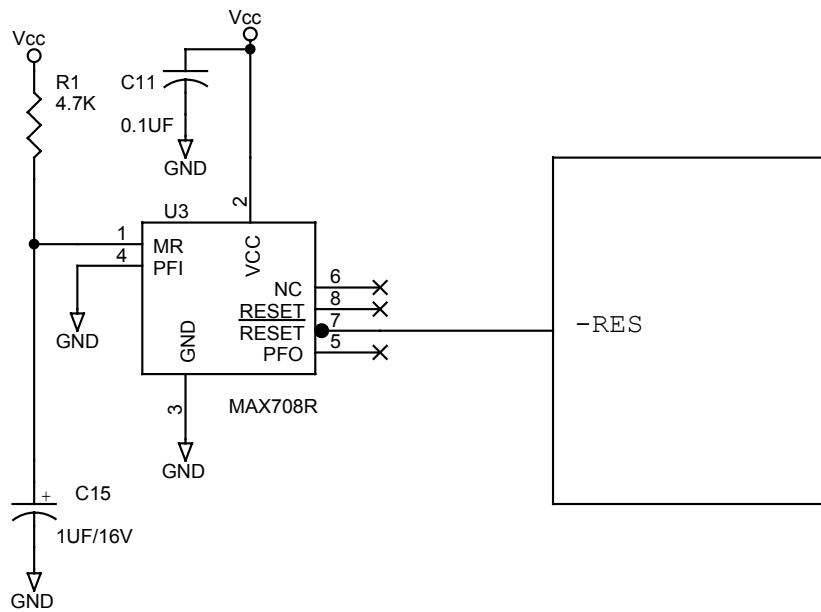 Vcc
Vcc
R1
4.7K
C11
0.1UF
GND
U3
2
1
MR
4
PFI
VCC
GND
NC
6
RESET
8
RESET
7
PFO
5
-RES
GND
3
MAX708R
GND
+
C15
1UF/16V
GND